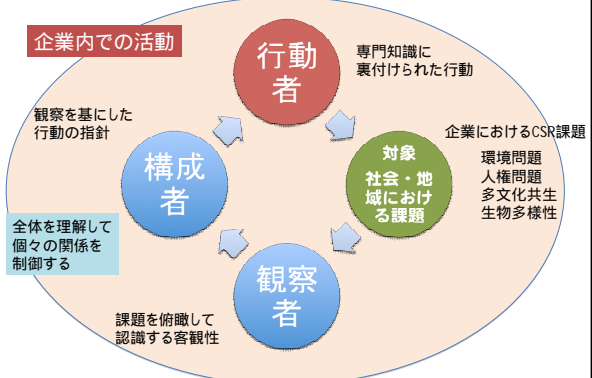 企業内での活動
行動
者
専門知識に
裏付けられた行動
観察を基にした
行動の指針
企業におけるCSR課題
環境問題
人権問題
多文化共生
生物多様性
対象
社会・地
域におけ
る課題
構成
者
全体を理解して
個々の関係を
制御する
観察
者
課題を俯瞰して
認識する客観性